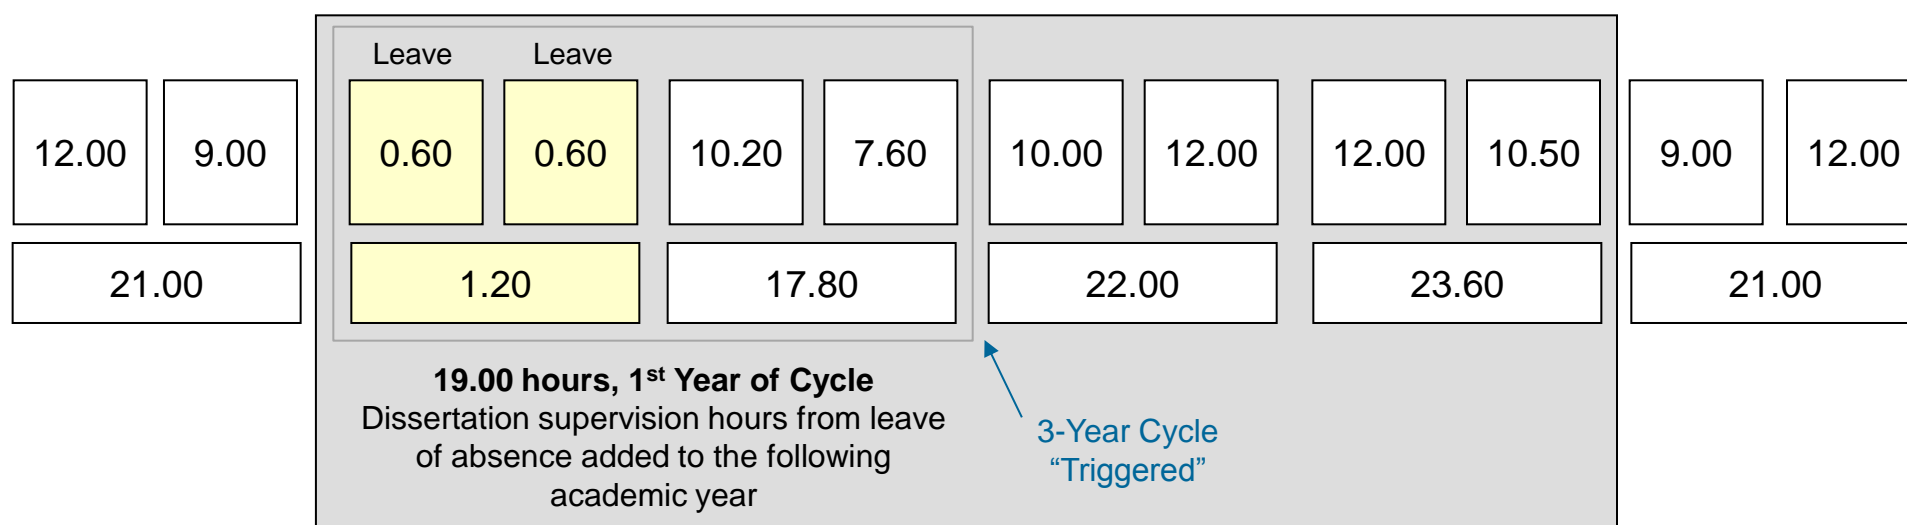 Leave Leave
12.00 9.00 0.60 0.60 10.20 7.60 10.00 12.00 12.00 10.50 9.00 12.00
21.00 1.20 17.80 22.00 23.60 21.00
19.00 hours, 1st Year of Cycle
Dissertation supervision hours from leave
of absence added to the following
academic year
3-Year Cycle
“Triggered”